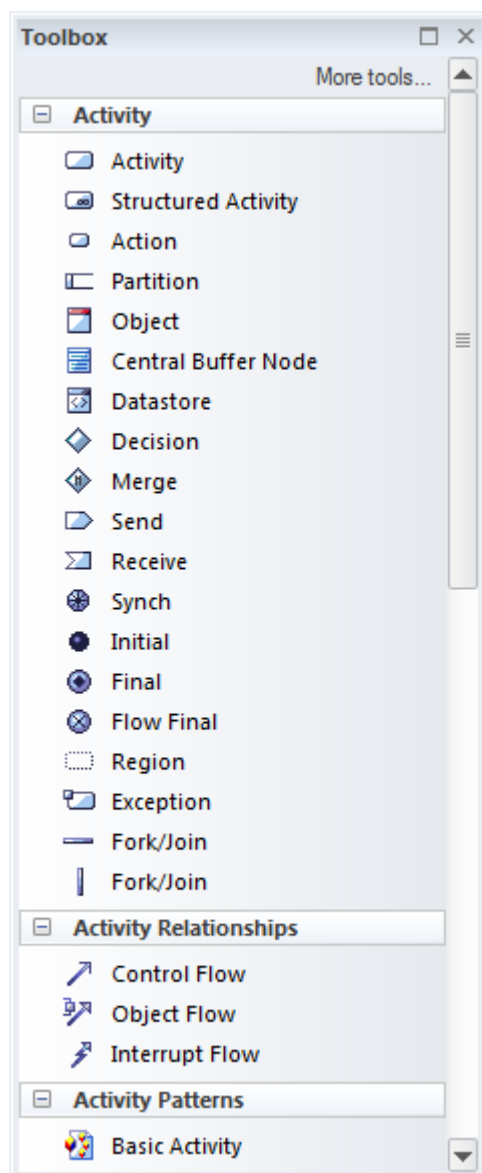 Toolbox
More tools...
Activity
Activity
Structured Activity
Action
Partition
Object
Central Buffer Node
Datastore
Decision
Merge
Send
Receive
Synch
Initial
Final
Flow Final
Region
Exception
Fork/Join
Fork/Join
Activity Relationships
Control Flow
Object Flow
Interrupt Flow
Activity Patterns
Basic Activity